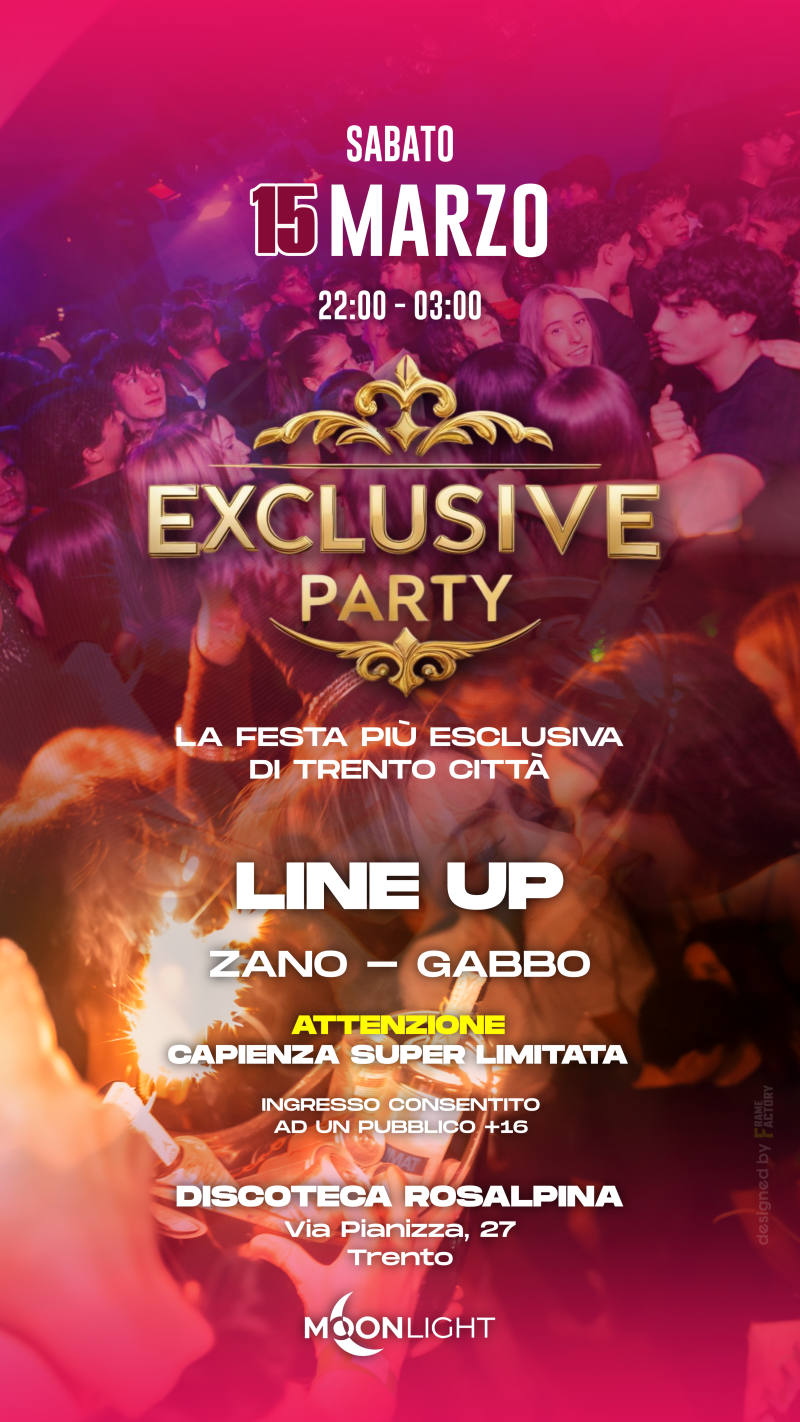 SABATO
15 MARZO
22:00 - 03:00
EXCLUSIVE
PARTY
LA FESTA PIÙ ESCLUSIVA
DI TRENTO CITTÀ
LINE UP
ZANO — GABBO
ATTENZIONE
CAPIENZA SUPER LIMITATA
INGRESSO CONSENTITO
AD UN PUBBLICO +16
DISCOTECA ROSALPINA
Via Pianizza, 27
Trento
MOONLIGHT
designed by FRAME FACTORY